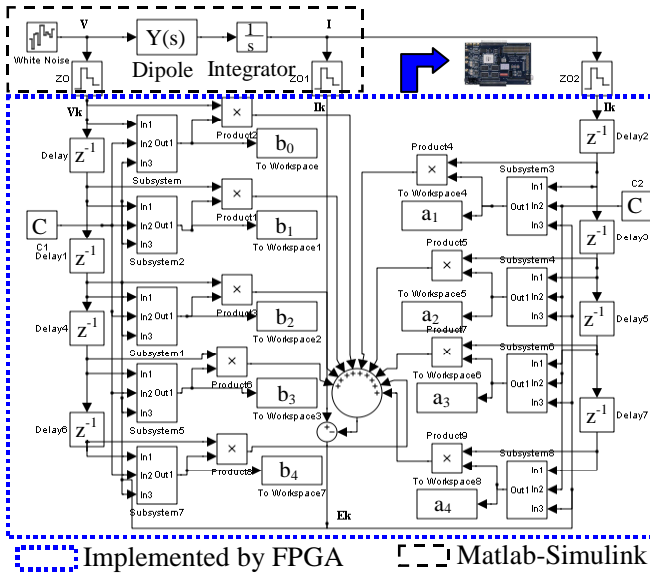 V
I
White Noise
Y(s)
Dipole
1
s
Integrator
ZO
ZO1
ZO2
Vk
Ik
Ik
In1
In2 Out1
In3
Subsystem
×
Product2
b0
To Workspace
Delay
z-1
Product4
×
To Workspace4
a1
Subsystem3
In1
Out1 In2
In3
Delay2
z-1
C2
C
C
C1
Delay1
z-1
In1
In2 Out1
In3
Subsystem2
×
Product1
b1
To Workspace1
Product5
×
To Workspace5
a2
Subsystem4
In1
Out1 In2
In3
Delay3
z-1
Delay4
z-1
In1
In2 Out1
In3
Subsystem1
×
Product3
b2
To Workspace2
Product7
×
To Workspace6
a3
Subsystem6
In1
Out1 In2
In3
Delay5
z-1
Product6
×
In1
In2 Out1
In3
Subsystem5
b3
To Workspace3
Delay6
z-1
Product8
×
In1
In2 Out1
In3
Subsystem7
b4
To Workspace7
Product9
×
To Workspace8
a4
Subsystem8
In1
Out1 In2
In3
Delay7
z-1
+ + + + + + + + +
+ −
Ek
Implemented by FPGA
Matlab-Simulink